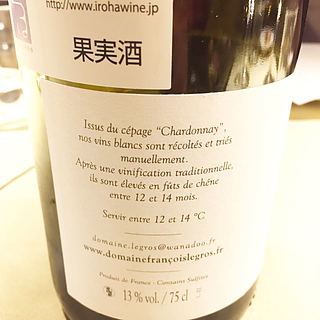 http://www.irohawine.jp
果実酒
Issus du cépage “Chardonnay”,
nos vins blancs sont récoltés et triés
manuellement.
Après une vinification traditionnelle,
ils sont élevés en fûts de chêne
entre 12 et 14 mois.
Servir entre 12 et 14 °C
domaine.legros@wanadoo.fr
www.domainefrançoislegros.fr
Produit de France - Contains Sulfites
13 % vol. / 75 cl